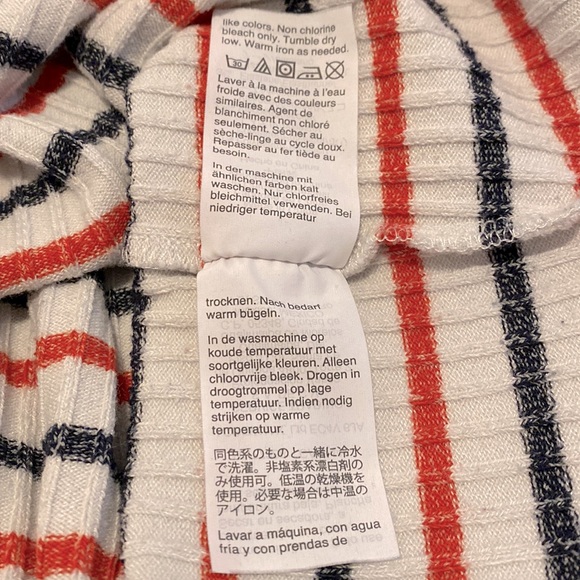 like colors. Non chlorine
bleach only. Tumble dry
low. Warm iron as needed.
30
Laver à la machine à l'eau
froide avec des couleurs
similaires. Agent de
blanchiment non chloré
seulement. Sécher au
sèche-linge au cycle doux.
Repasser au fer tiède au
besoin.
In der maschine mit
ähnlichen farben kalt
waschen. Nur chlorfreies
bleichmittel verwenden. Bei
niedriger temperatur
trocknen. Nach bedarf
warm bügeln.
In de wasmachine op
koude temperatuur met
soortgelijke kleuren. Alleen
chloorvrije bleek. Drogen in
droogtrommel op lage
temperatuur. Indien nodig
strijken op warme
temperatuur.
同色系のものと一緒に冷水
で洗濯。非塩素系漂白剤の
み使用可。低温の乾燥機を
使用。必要な場合は中温の
アイロン。
Lavar a máquina, con agua
fría y con prendas de